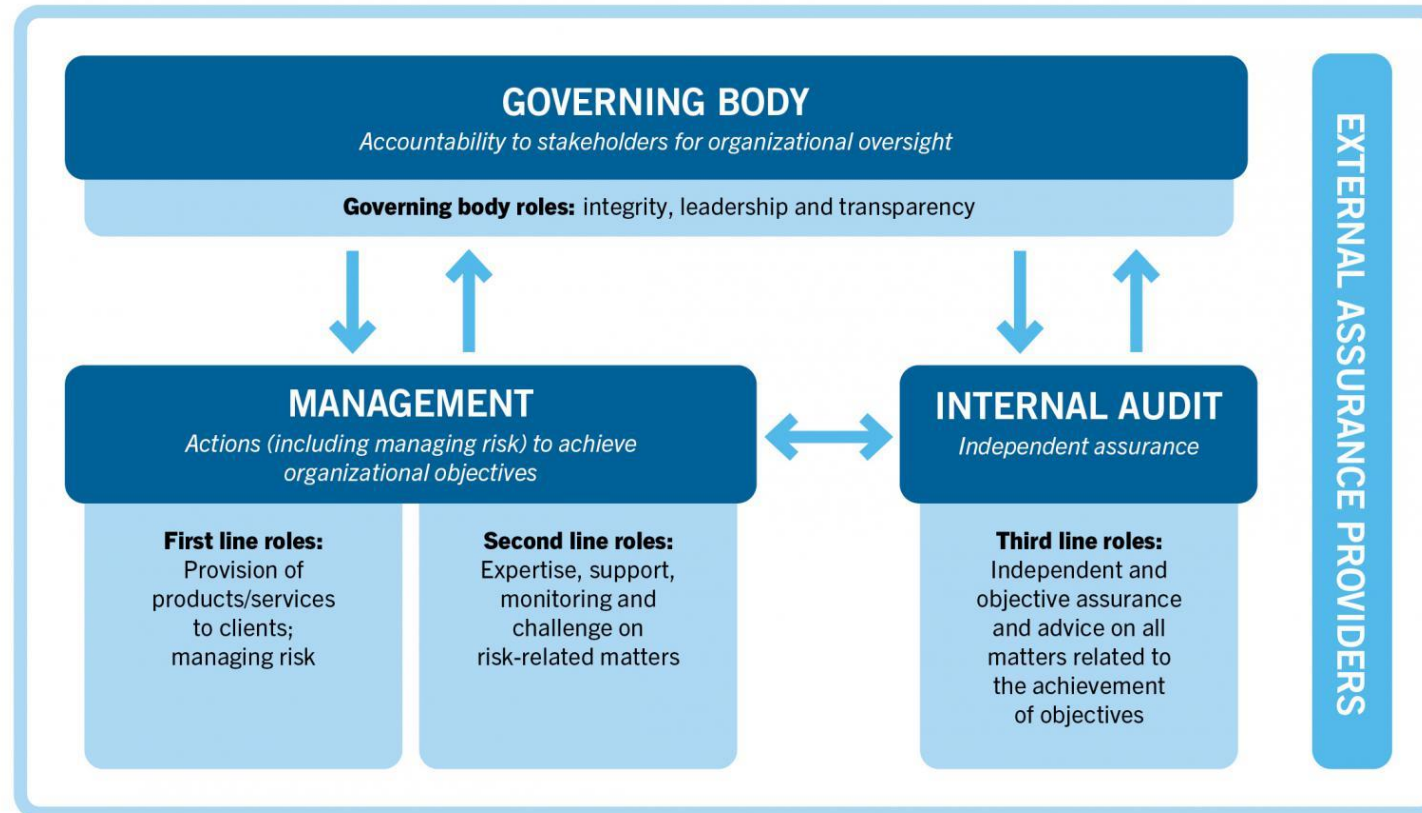 GOVERNING BODY
Accountability to stakeholders for organizational oversight
Governing body roles: integrity, leadership and transparency
MANAGEMENT
Actions (including managing risk) to achieve
organizational objectives
First line roles:
Provision of
products/services
to clients;
managing risk
Second line roles:
Expertise, support,
monitoring and
challenge on
risk-related matters
INTERNAL AUDIT
Independent assurance
Third line roles:
Independent and
objective assurance
and advice on all
matters related to
the achievement
of objectives
EXTERNAL ASSURANCE PROVIDERS